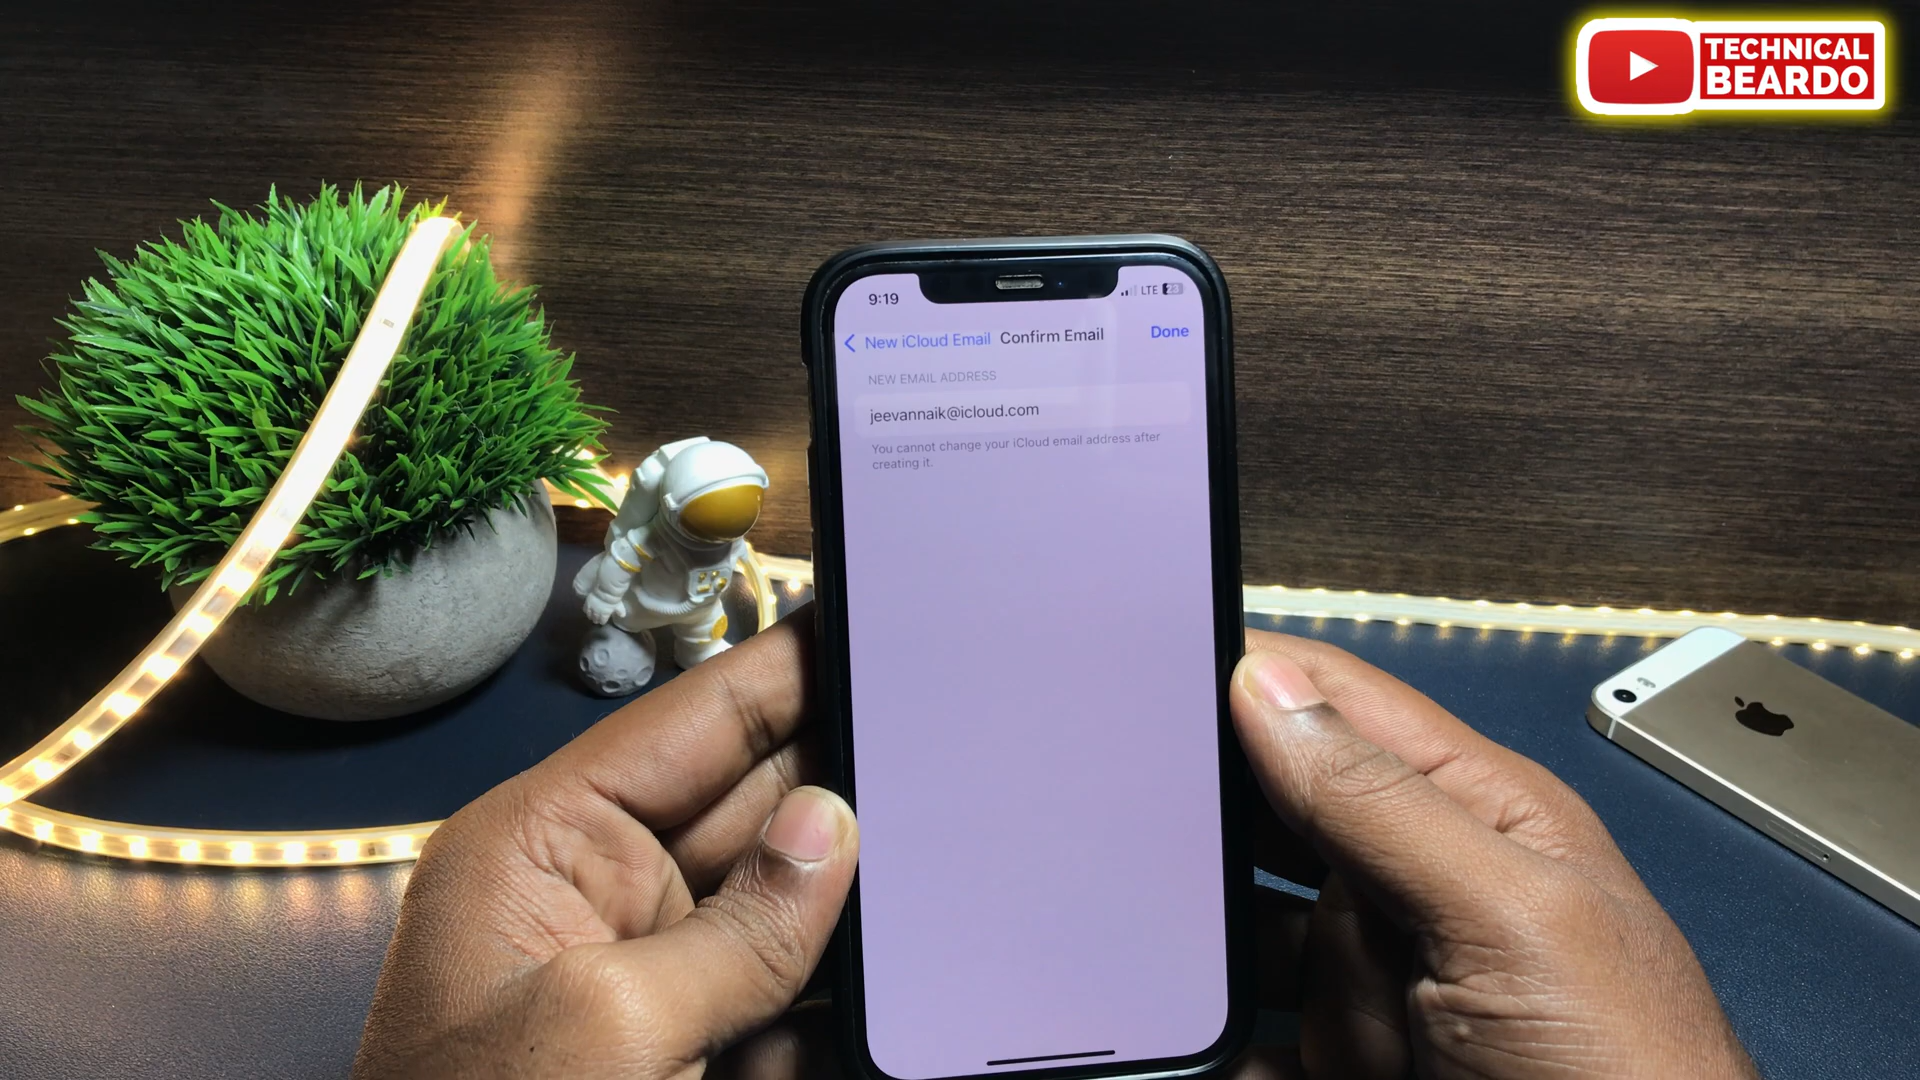 TECHNICAL
BEARDO
9:19
LTE 23
New iCloud Email Confirm Email Done
NEW EMAIL ADDRESS
jeevannaik@icloud.com
You cannot change your iCloud email address after
creating it.